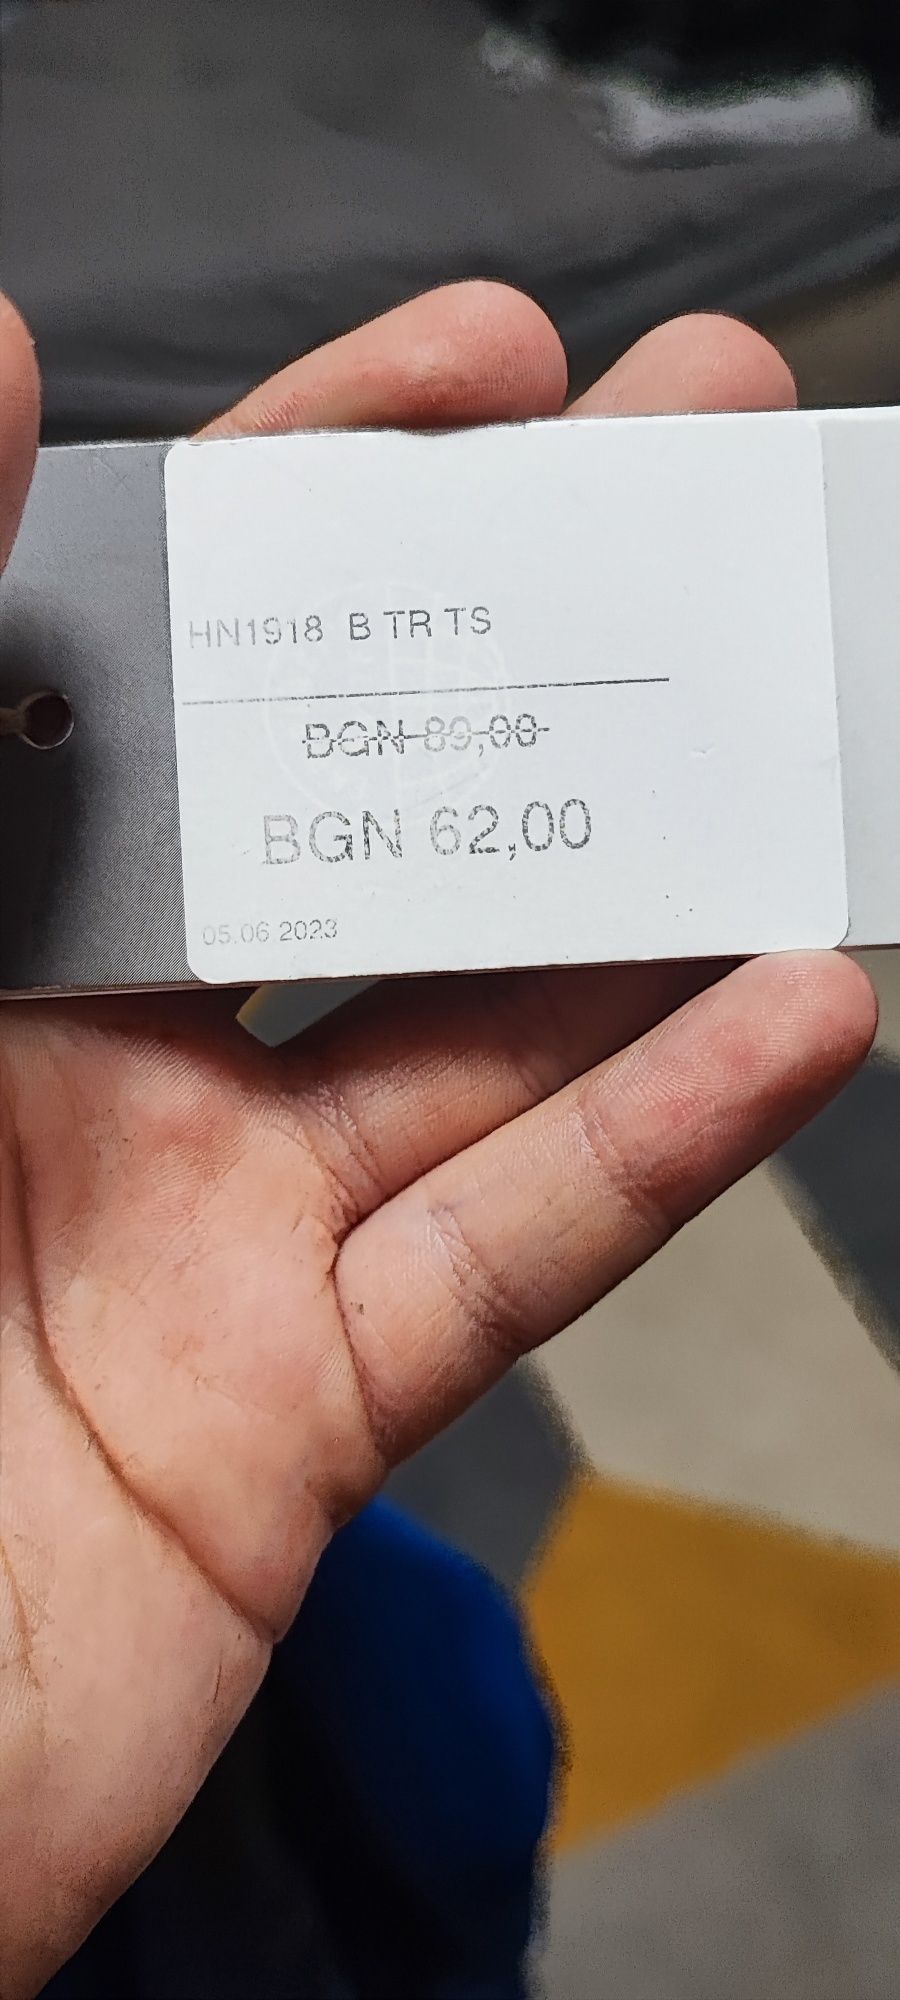 HN1918 B TR TS
BGN 89,00
BGN 62,00
05.06.2023